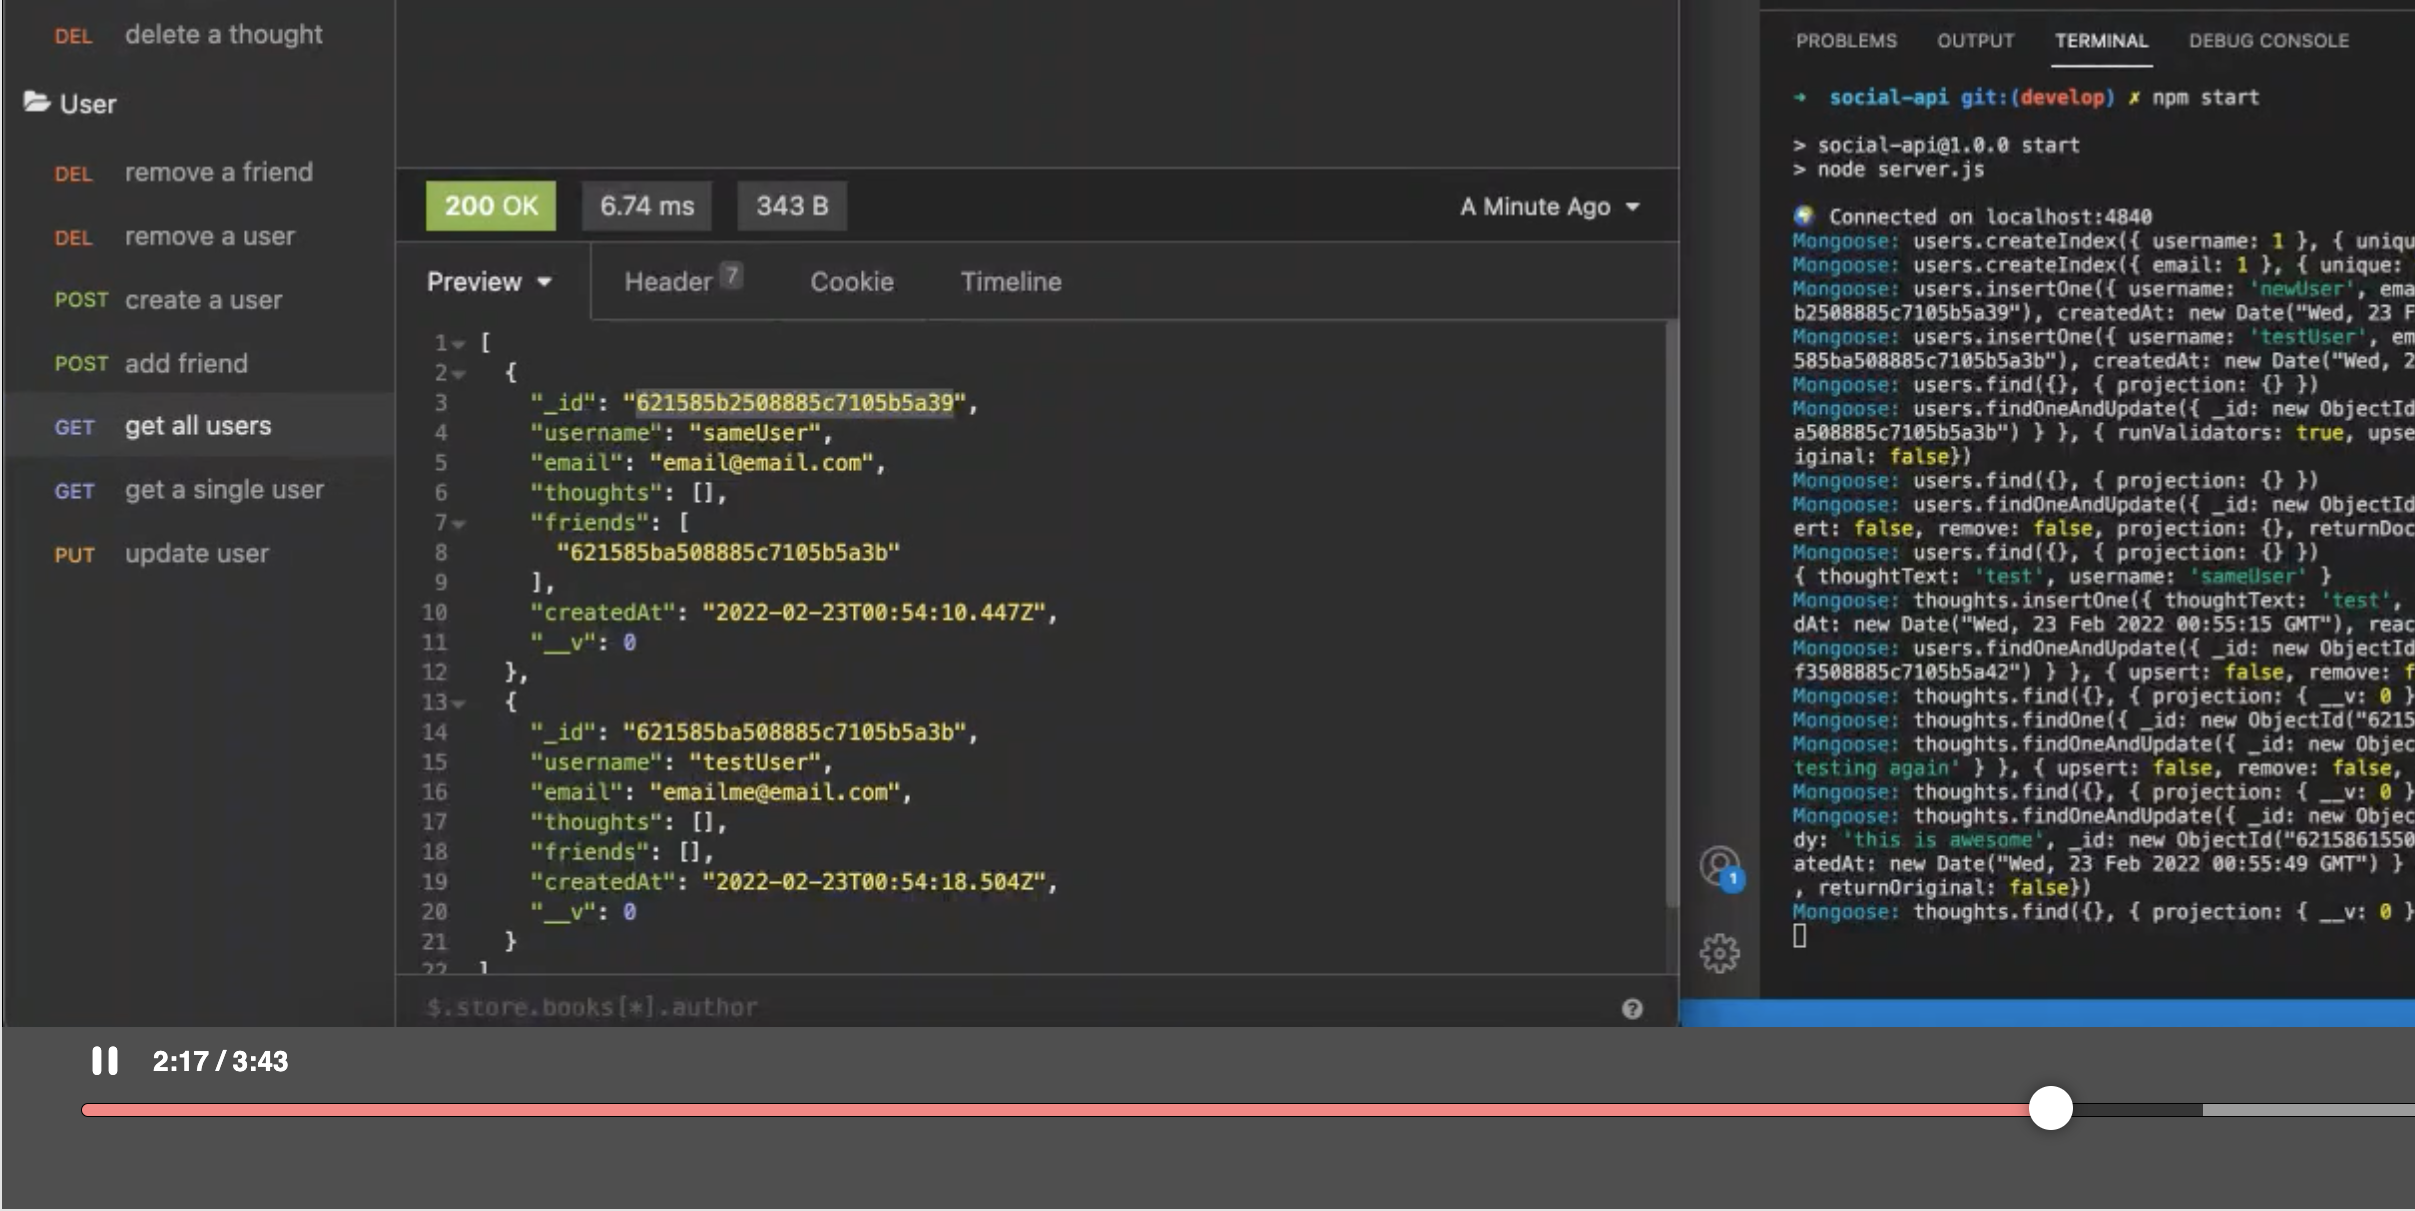 DEL delete a thought
User
DEL remove a friend
DEL remove a user
POST create a user
POST add friend
GET get all users
GET get a single user
PUT update user
200 OK 6.74 ms 343 B A Minute Ago
Preview Header 7 Cookie Timeline
1 [
2 {
3 "_id": "621585b2508885c7105b5a39",
4 "username": "sameUser",
5 "email": "email@email.com",
6 "thoughts": [],
7 "friends": [
8 "621585ba508885c7105b5a3b"
9 ],
10 "createdAt": "2022-02-23T00:54:10.447Z",
11 "__v": 0
12 },
13 {
14 "_id": "621585ba508885c7105b5a3b",
15 "username": "testUser",
16 "email": "emailme@email.com",
17 "thoughts": [],
18 "friends": [],
19 "createdAt": "2022-02-23T00:54:18.504Z",
20 "__v": 0
21 }
22 ]
$.store.books[*].author
PROBLEMS OUTPUT TERMINAL DEBUG CONSOLE
➜ social-api git:(develop) ✗ npm start
> social-api@1.0.0 start
> node server.js
🌍 Connected on localhost:4840
Mongoose: users.createIndex({ username: 1 }, { uniqu
Mongoose: users.createIndex({ email: 1 }, { unique:
Mongoose: users.insertOne({ username: 'newUser', ema
b2508885c7105b5a39"), createdAt: new Date("Wed, 23 F
Mongoose: users.insertOne({ username: 'testUser', em
585ba508885c7105b5a3b"), createdAt: new Date("Wed, 2
Mongoose: users.find({}, { projection: {} })
Mongoose: users.findOneAndUpdate({ _id: new ObjectId
a508885c7105b5a3b") } }, { runValidators: true, upse
iginal: false})
Mongoose: users.find({}, { projection: {} })
Mongoose: users.findOneAndUpdate({ _id: new ObjectId
ert: false, remove: false, projection: {}, returnDoc
Mongoose: users.find({}, { projection: {} })
{ thoughtText: 'test', username: 'sameUser' }
Mongoose: thoughts.insertOne({ thoughtText: 'test',
dAt: new Date("Wed, 23 Feb 2022 00:55:15 GMT"), reac
Mongoose: users.findOneAndUpdate({ _id: new ObjectId
f3508885c7105b5a42") } }, { upsert: false, remove: f
Mongoose: thoughts.find({}, { projection: { __v: 0 }
Mongoose: thoughts.findOne({ _id: new ObjectId("6215
Mongoose: thoughts.findOneAndUpdate({ _id: new Objec
testing again' } }, { upsert: false, remove: false,
Mongoose: thoughts.find({}, { projection: { __v: 0 }
Mongoose: thoughts.findOneAndUpdate({ _id: new Objec
dy: 'this is awesome', _id: new ObjectId("6215861550
atedAt: new Date("Wed, 23 Feb 2022 00:55:49 GMT") }
, returnOriginal: false})
Mongoose: thoughts.find({}, { projection: { __v: 0 }
1
2:17 / 3:43